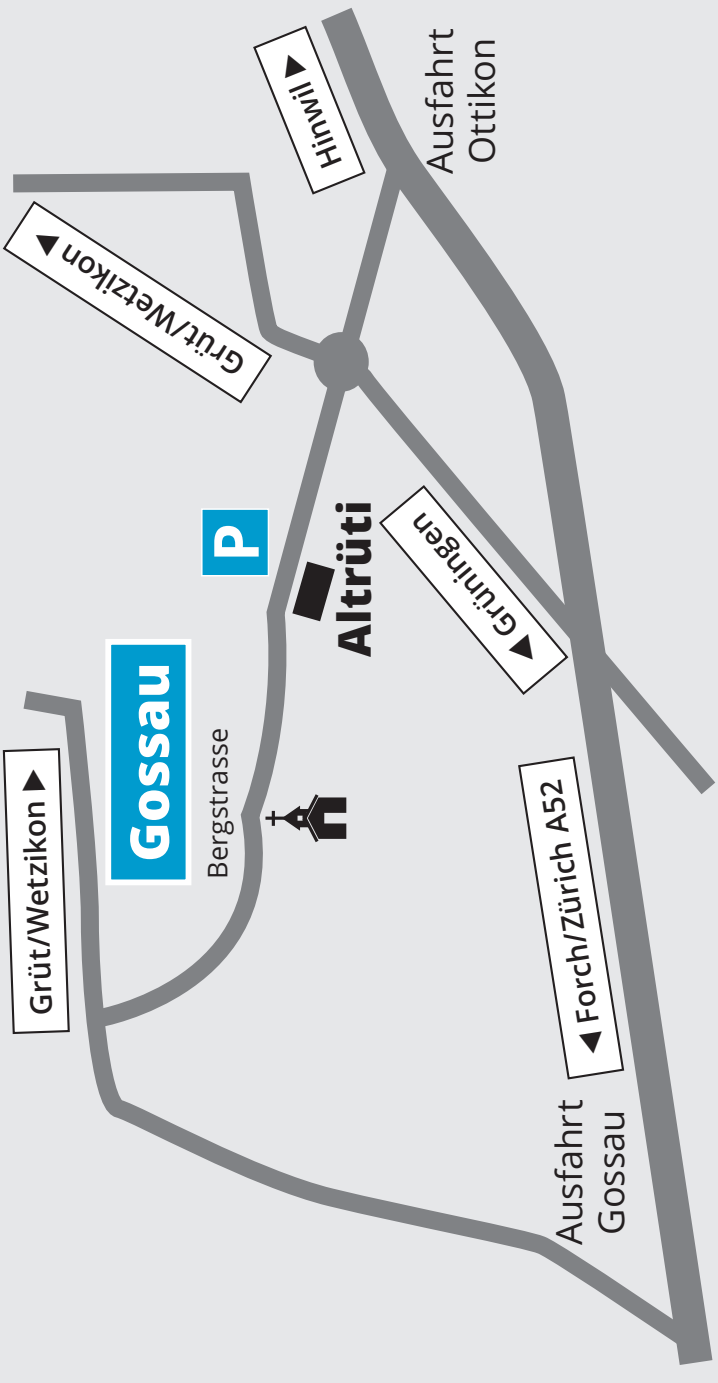 Grüt/Wetzikon ▶
Grüt/Wetzikon ▶
Gossau
P
Bergstrasse
Hinwil ▶
Altrüti
◀ Grüningen
Ausfahrt
Ottikon
◀ Forch/Zürich A52
Ausfahrt
Gossau